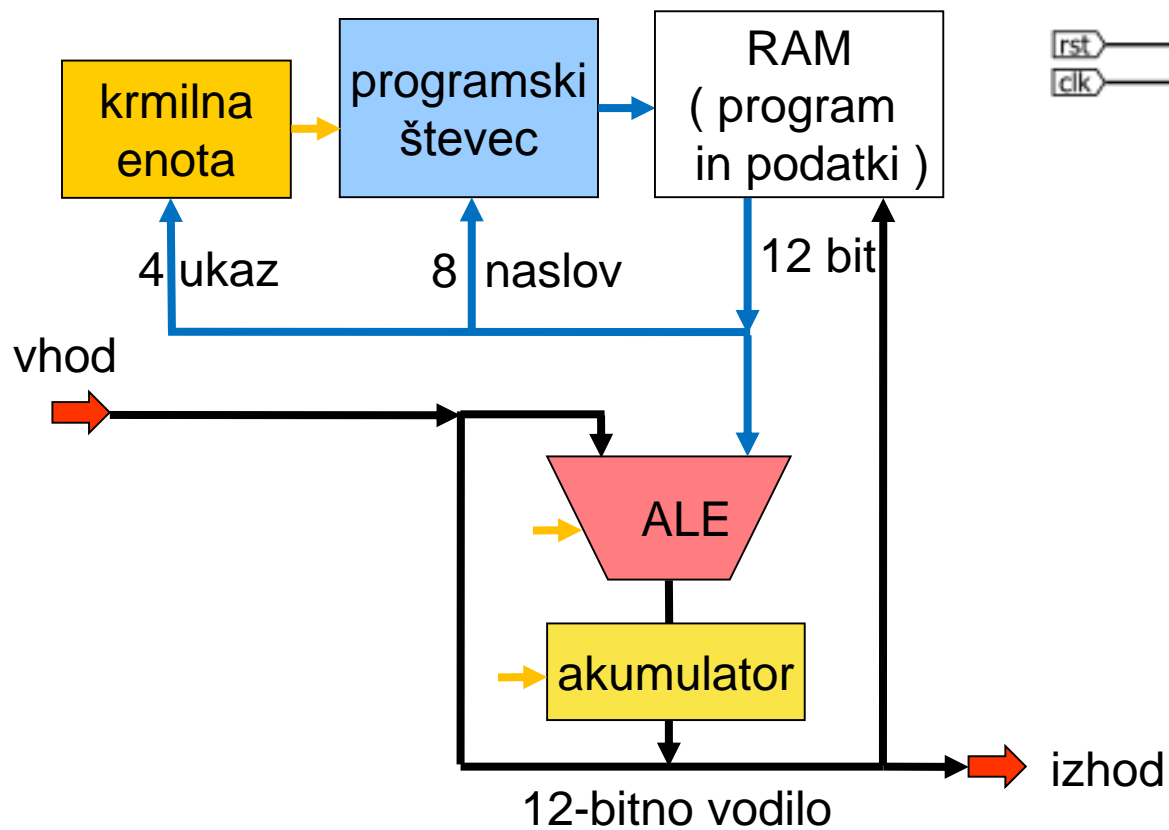 krmilna
enota
programski
števec
RAM
( program
in podatki )
rst
clk
4 ukaz
8 naslov
12 bit
vhod
ALE
akumulator
izhod
12-bitno vodilo